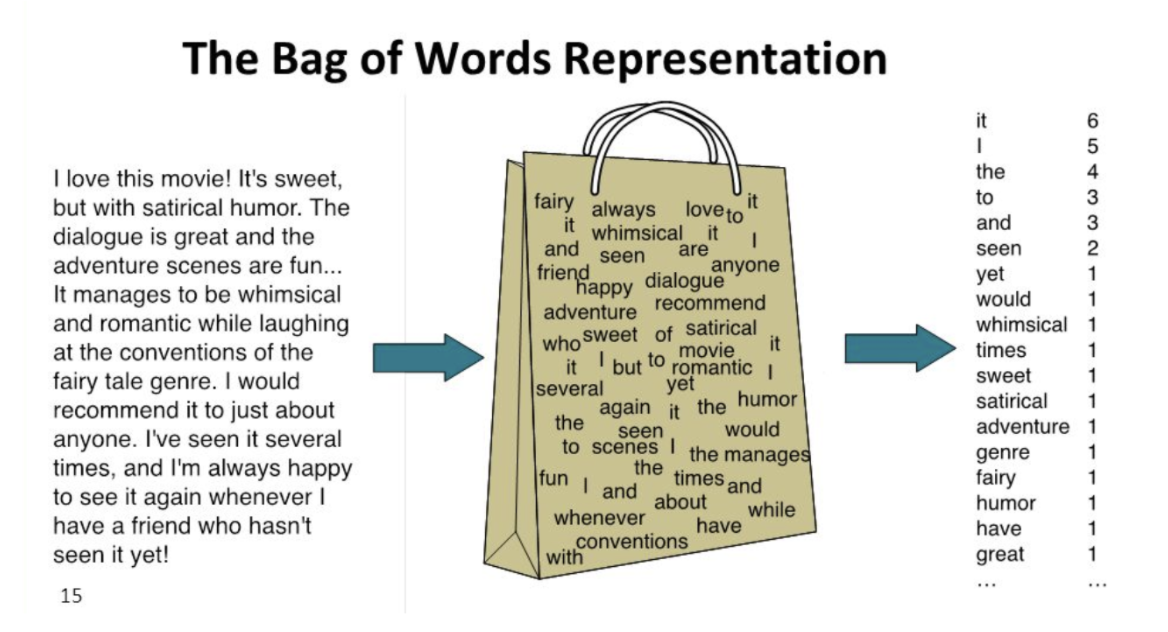 The Bag of Words Representation
I love this movie! It's sweet,
but with satirical humor. The
dialogue is great and the
adventure scenes are fun...
It manages to be whimsical
and romantic while laughing
at the conventions of the
fairy tale genre. I would
recommend it to just about
anyone. I've seen it several
times, and I'm always happy
to see it again whenever I
have a friend who hasn't
seen it yet!
15
fairy always love to it
it whimsical it I
and seen are anyone
friend happy dialogue
adventure recommend
who sweet of satirical
it I but to movie it
romantic I
several yet
again it the humor
the seen would
to scenes I the manages
fun I and the times and
whenever about while
have
conventions
with
it 6
I 5
the 4
to 3
and 3
seen 2
yet 1
would 1
whimsical 1
times 1
sweet 1
satirical 1
adventure 1
genre 1
fairy 1
humor 1
have 1
great 1
... ...